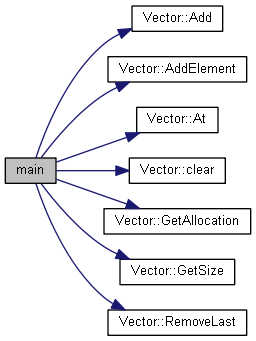 main
Vector::Add
Vector::AddElement
Vector::At
Vector::clear
Vector::GetAllocation
Vector::GetSize
Vector::RemoveLast